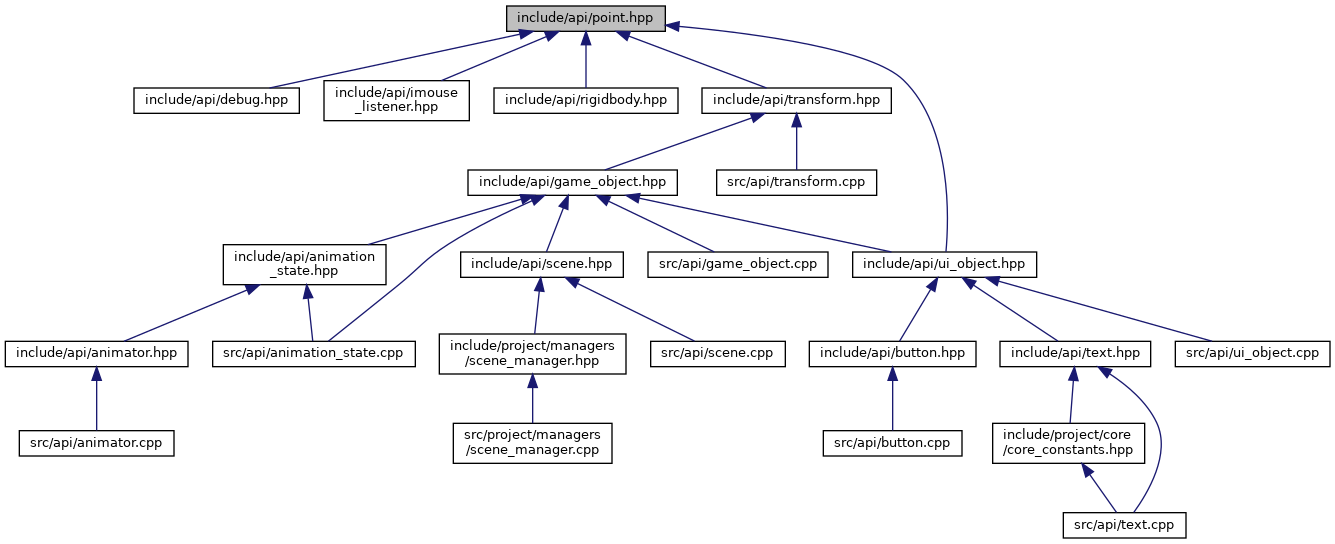 include/api/point.hpp
include/api/debug.hpp
include/api/imouse
_listener.hpp
include/api/rigidbody.hpp
include/api/transform.hpp
include/api/game_object.hpp
src/api/transform.cpp
include/api/animation
_state.hpp
include/api/scene.hpp
src/api/game_object.cpp
include/api/ui_object.hpp
include/api/animator.hpp
src/api/animation_state.cpp
include/project/managers
/scene_manager.hpp
src/api/scene.cpp
include/api/button.hpp
include/api/text.hpp
src/api/ui_object.cpp
src/api/animator.cpp
src/project/managers
/scene_manager.cpp
src/api/button.cpp
include/project/core
/core_constants.hpp
src/api/text.cpp